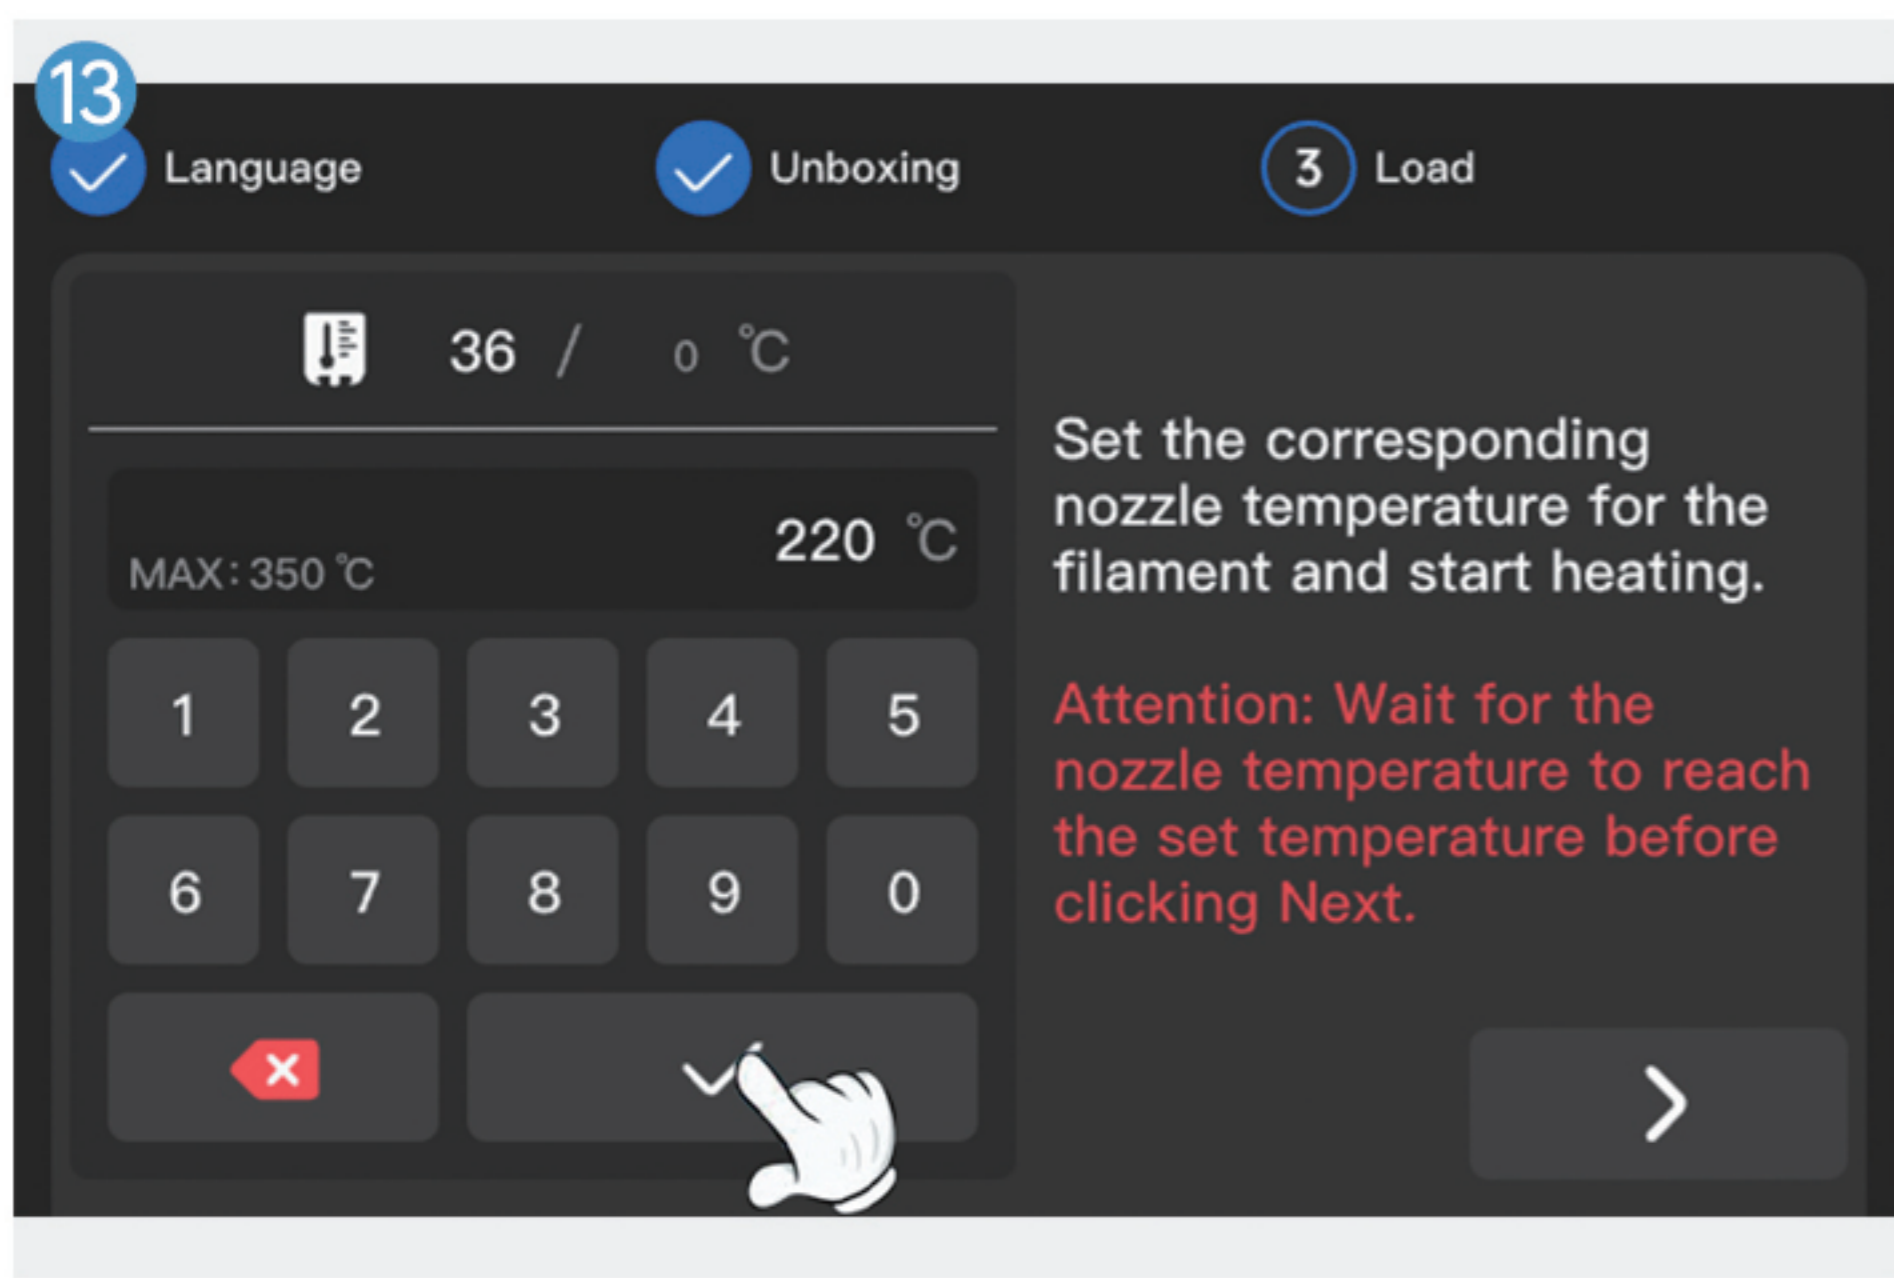 13
Language
Unboxing
3 Load
36 / 0 ℃
220 ℃
MAX: 350 ℃
1 2 3 4 5
6 7 8 9 0
Set the corresponding
nozzle temperature for the
filament and start heating.
Attention: Wait for the
nozzle temperature to reach
the set temperature before
clicking Next.